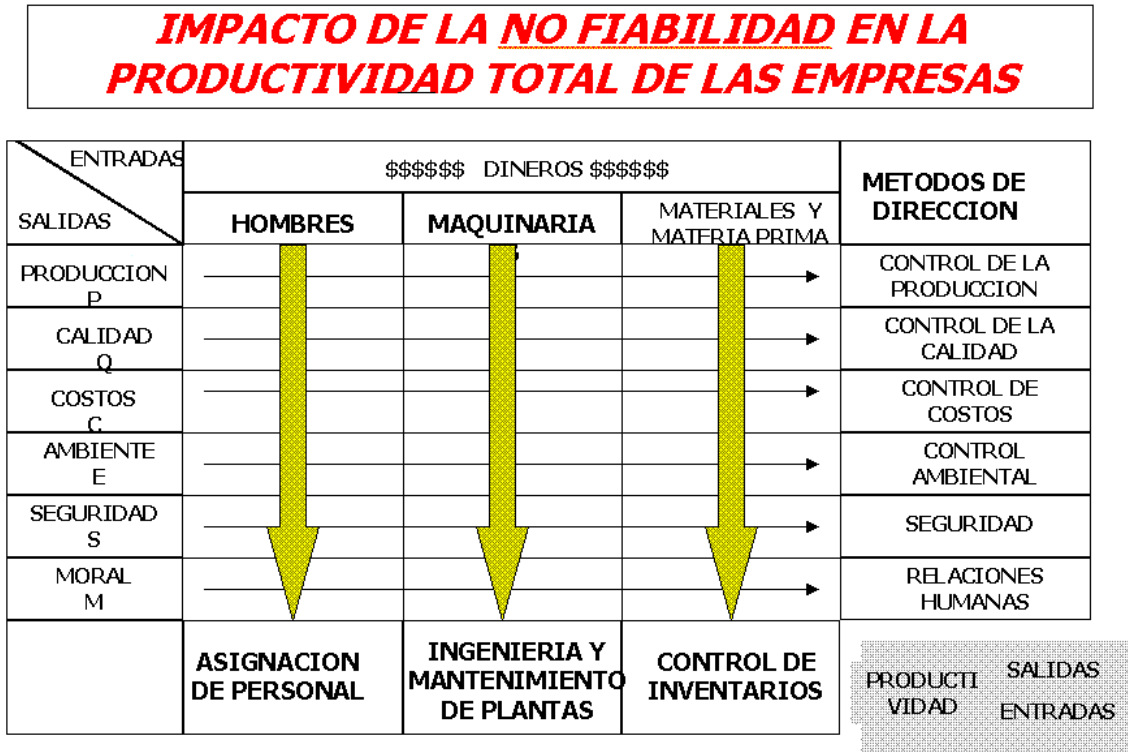 IMPACTO DE LA NO FIABILIDAD EN LA
PRODUCTIVIDAD TOTAL DE LAS EMPRESAS
ENTRADAS
SALIDAS
$$$$$$ DINEROS $$$$$$
METODOS DE
DIRECCION
HOMBRES
MAQUINARIA
MATERIALES Y
MATERIA PRIMA
PRODUCCION
P
CONTROL DE LA
PRODUCCION
CALIDAD
Q
CONTROL DE LA
CALIDAD
COSTOS
C
CONTROL DE
COSTOS
AMBIENTE
E
CONTROL
AMBIENTAL
SEGURIDAD
S
SEGURIDAD
MORAL
M
RELACIONES
HUMANAS
ASIGNACION
DE PERSONAL
INGENIERIA Y
MANTENIMIENTO
DE PLANTAS
CONTROL DE
INVENTARIOS
PRODUCTI
VIDAD
SALIDAS
ENTRADAS